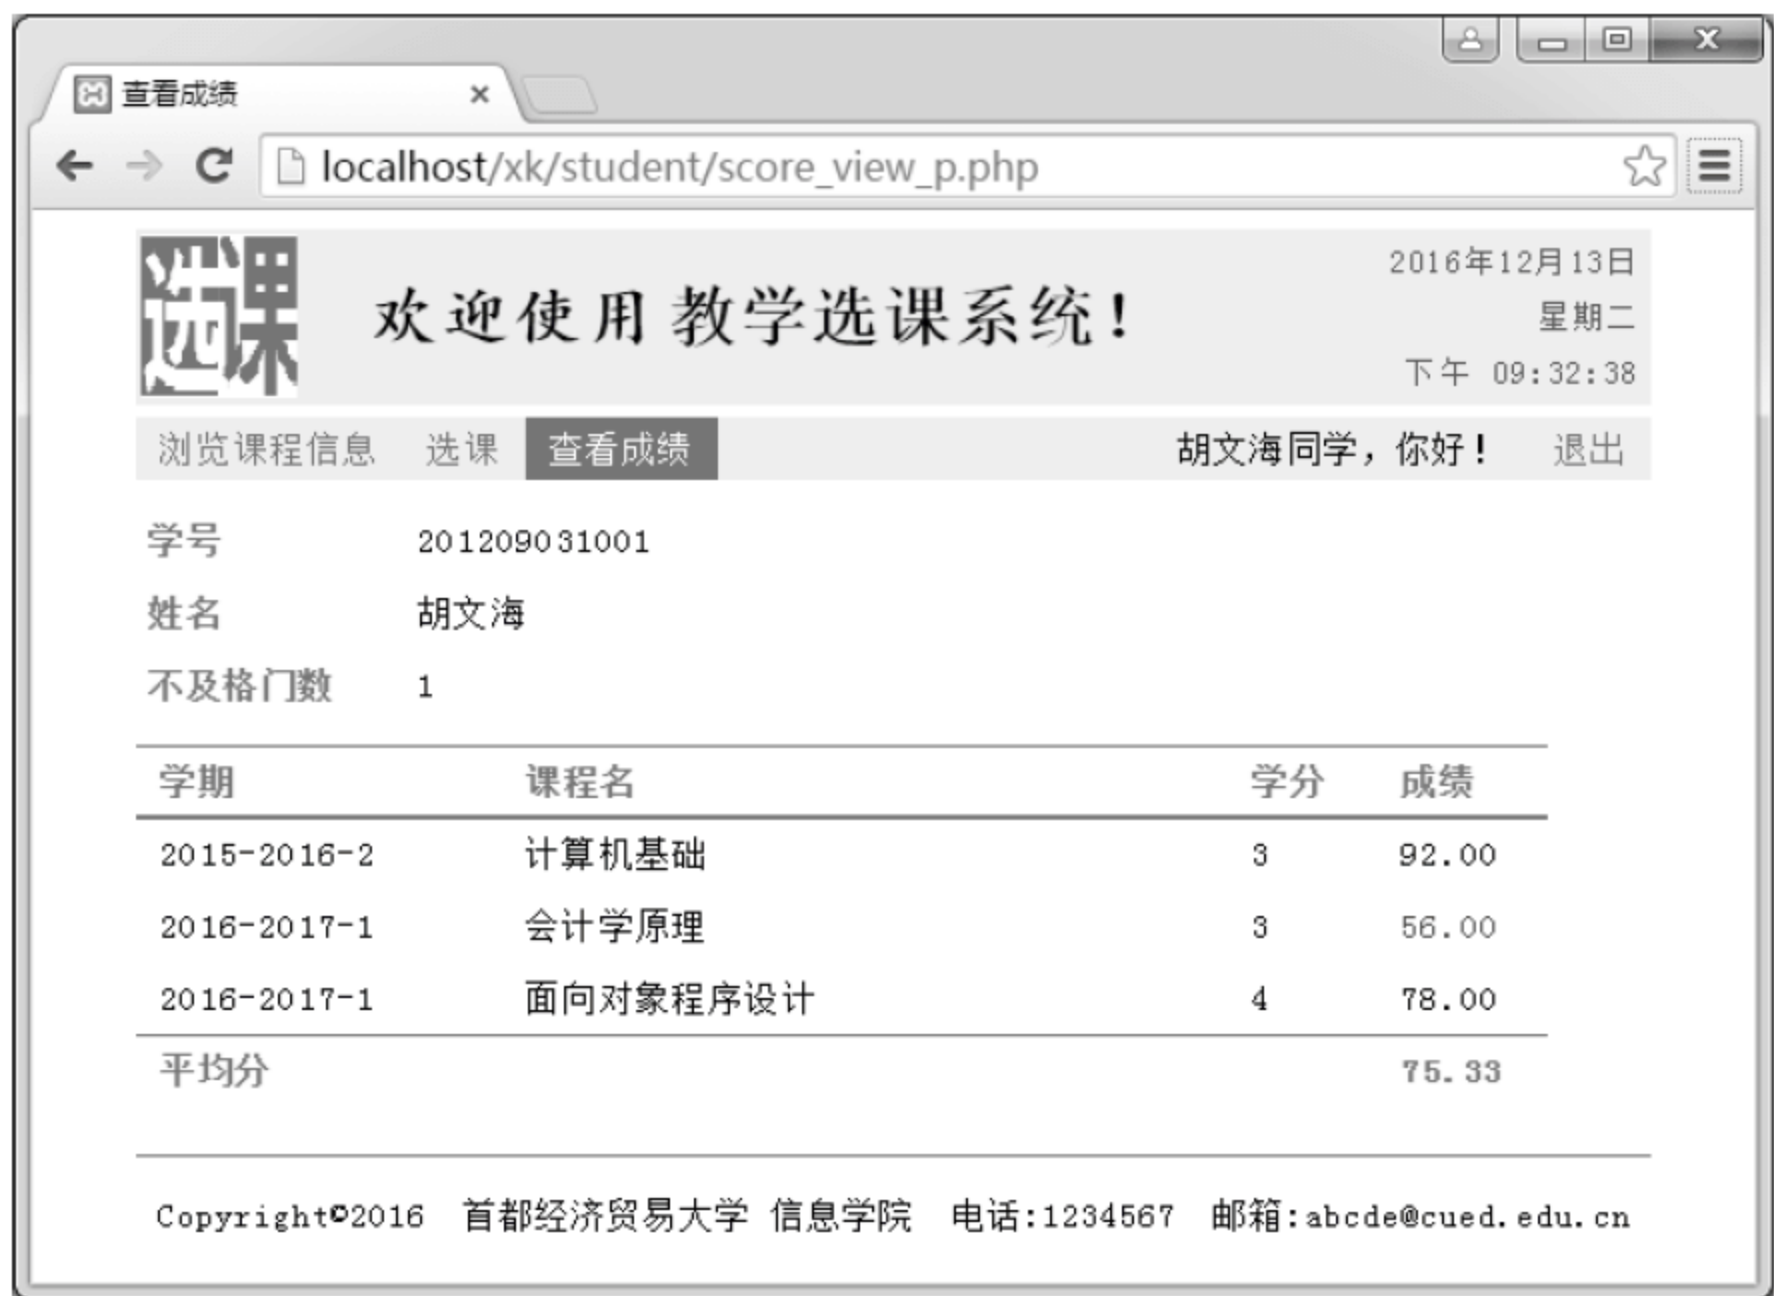 查看成绩
localhost/xk/student/score_view_p.php
选课
欢迎使用 教学选课系统！
2016年12月13日
星期二
下午 09:32:38
浏览课程信息 选课 查看成绩 胡文海同学，你好！ 退出
学号 201209031001
姓名 胡文海
不及格门数 1
学期 课程名 学分 成绩
2015-2016-2 计算机基础 3 92.00
2016-2017-1 会计学原理 3 56.00
2016-2017-1 面向对象程序设计 4 78.00
平均分 75.33
Copyright©2016 首都经济贸易大学 信息学院 电话:1234567 邮箱:abcde@cued.edu.cn